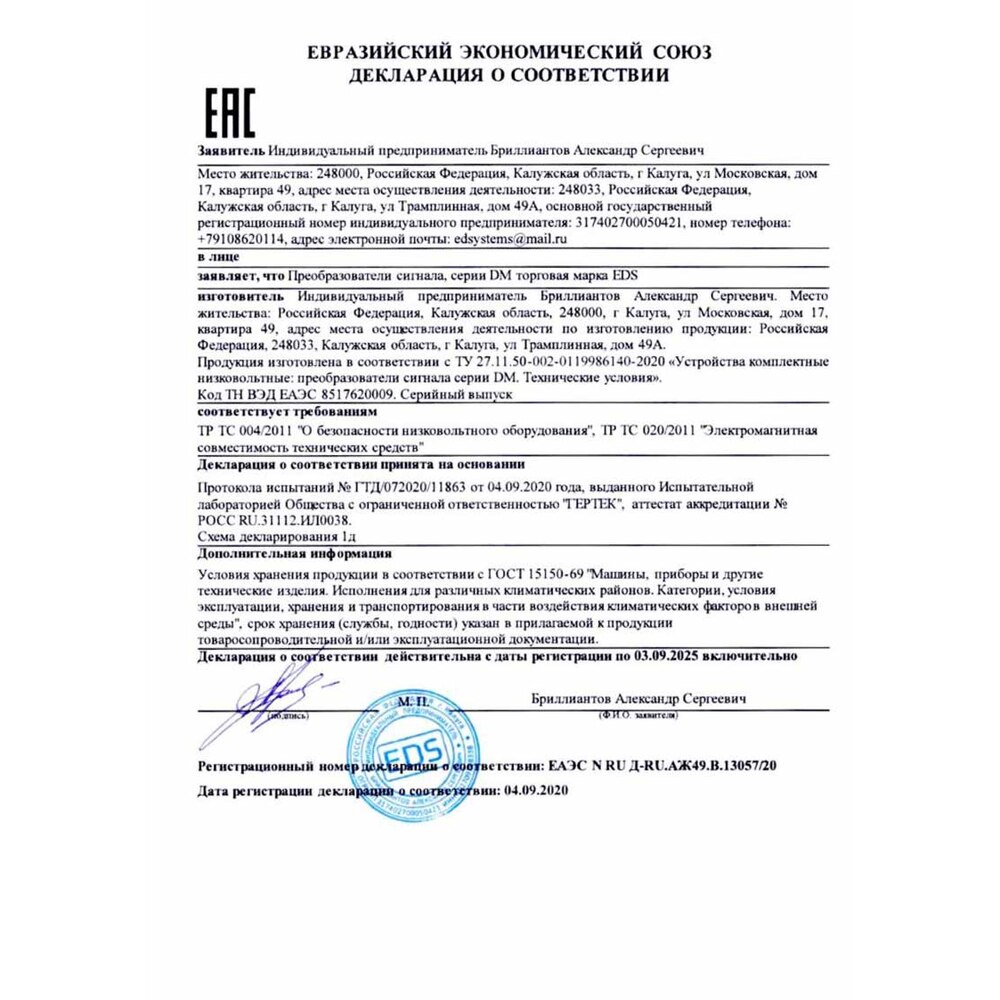 ЕВРАЗИЙСКИЙ ЭКОНОМИЧЕСКИЙ СОЮЗ
ДЕКЛАРАЦИЯ О СООТВЕТСТВИИ
ЕАС
Заявитель Индивидуальный предприниматель Бриллиантов Александр Сергеевич
Место жительства: 248000, Российская Федерация, Калужская область, г Калуга, ул Московская, дом
17, квартира 49, адрес места осуществления деятельности: 248033, Российская Федерация,
Калужская область, г Калуга, ул Трамплинная, дом 49А, основной государственный
регистрационный номер индивидуального предпринимателя: 317402700050421, номер телефона:
+79108620114, адрес электронной почты: edsystems@mail.ru
в лице
заявляет, что Преобразователи сигнала, серии DM торговая марка EDS
изготовитель Индивидуальный предприниматель Бриллиантов Александр Сергеевич. Место
жительства: Российская Федерация, Калужская область, 248000, г Калуга, ул Московская, дом 17,
квартира 49, адрес места осуществления деятельности по изготовлению продукции: Российская
Федерация, 248033, Калужская область, г Калуга, ул Трамплинная, дом 49А.
Продукция изготовлена в соответствии с ТУ 27.11.50-002-0119986140-2020 «Устройства комплектные
низковольтные: преобразователи сигнала серии DM. Технические условия».
Код ТН ВЭД ЕАЭС 8517620009. Серийный выпуск
соответствует требованиям
ТР ТС 004/2011 "О безопасности низковольтного оборудования", ТР ТС 020/2011 "Электромагнитная
совместимость технических средств"
Декларация о соответствии принята на основании
Протокола испытаний № ГТД/072020/11863 от 04.09.2020 года, выданного Испытательной
лабораторией Общества с ограниченной ответственностью "ГЕРТЕК", аттестат аккредитации №
РОСС RU.31112.ИЛ0038.
Схема декларирования 1д
Дополнительная информация
Условия хранения продукции в соответствии с ГОСТ 15150-69 "Машины, приборы и другие
технические изделия. Исполнения для различных климатических районов. Категории, условия
эксплуатации, хранения и транспортирования в части воздействия климатических факторов внешней
среды", срок хранения (службы, годности) указан в прилагаемой к продукции
товаросопроводительной и/или эксплуатационной документации.
Декларация о соответствии действительна с даты регистрации по 03.09.2025 включительно
М. П. Бриллиантов Александр Сергеевич
(подпись) (Ф.И.О. заявителя)
EDS
Регистрационный номер декларации о соответствии: ЕАЭС N RU Д-RU.АЖ49.В.13057/20
Дата регистрации декларации о соответствии: 04.09.2020